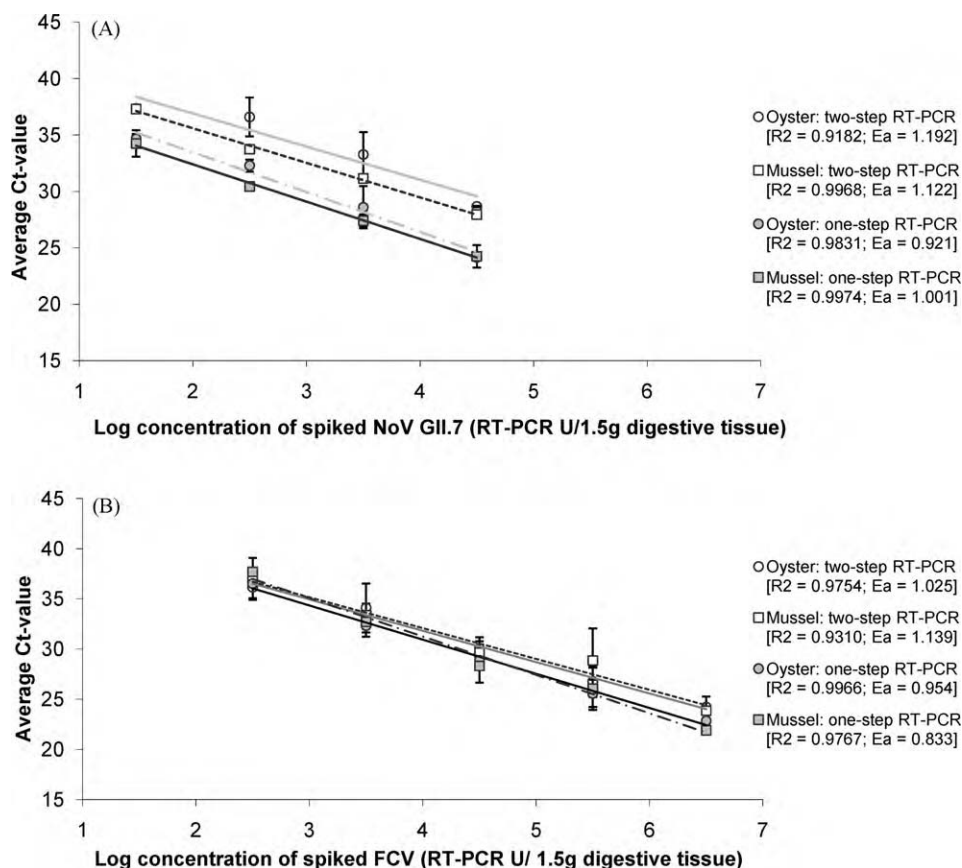 (A)
45
40
35
30
25
20
15
Average Ct-value
1 2 3 4 5 6 7
Log concentration of spiked NoV GII.7 (RT-PCR U/1.5g digestive tissue)
Oyster: two-step RT-PCR
[R2 = 0.9182; Ea = 1.192]
Mussel: two-step RT-PCR
[R2 = 0.9968; Ea = 1.122]
Oyster: one-step RT-PCR
[R2 = 0.9831; Ea = 0.921]
Mussel: one-step RT-PCR
[R2 = 0.9974; Ea = 1.001]
(B)
45
40
35
30
25
20
15
Average Ct-value
1 2 3 4 5 6 7
Log concentration of spiked FCV (RT-PCR U/ 1.5g digestive tissue)
Oyster: two-step RT-PCR
[R2 = 0.9754; Ea = 1.025]
Mussel: two-step RT-PCR
[R2 = 0.9310; Ea = 1.139]
Oyster: one-step RT-PCR
[R2 = 0.9966; Ea = 0.954]
Mussel: one-step RT-PCR
[R2 = 0.9767; Ea = 0.833]